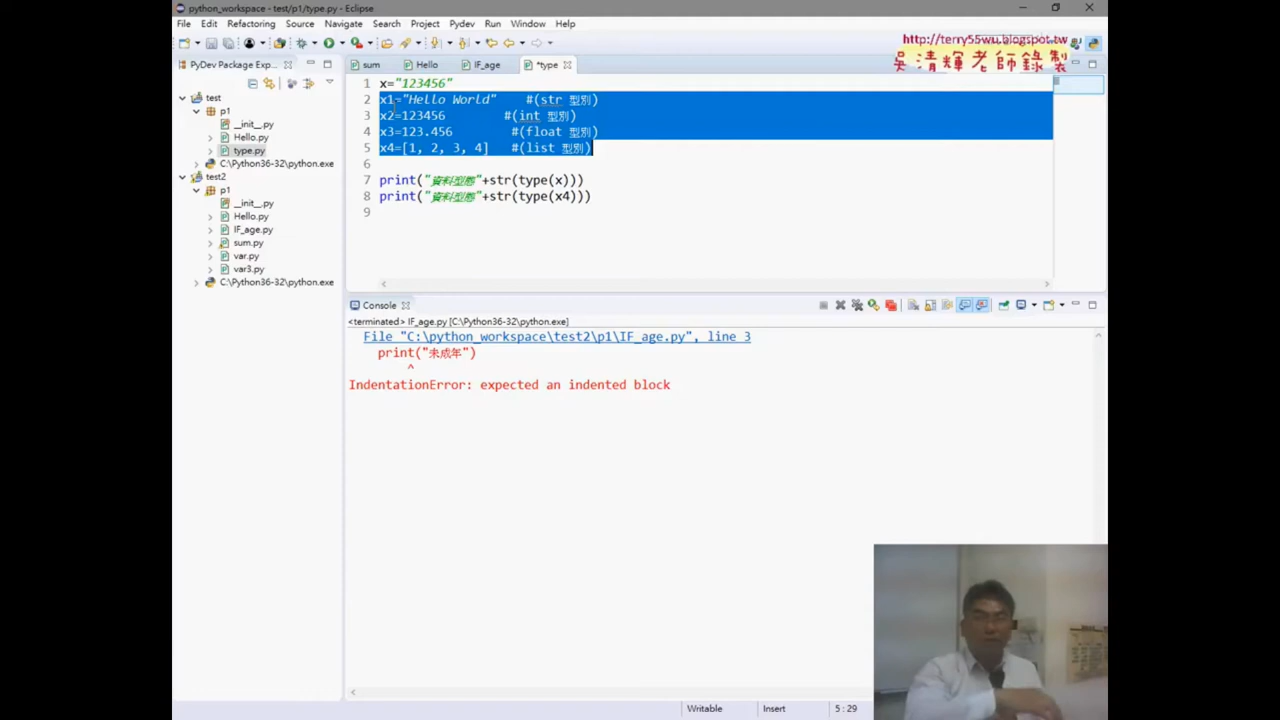 python_workspace - test/p1/type.py - Eclipse
File Edit Refactoring Source Navigate Search Project Pydev Run Window Help
http://terry55wu.blogspot.tw
吳清輝老師錄製
PyDev Package Exp...
sum Hello IF_age *type
test
p1
__init__.py
Hello.py
type.py
C:\Python36-32\python.exe
test2
p1
__init__.py
Hello.py
IF_age.py
sum.py
var.py
var3.py
C:\Python36-32\python.exe
1 x="123456"
2 x1="Hello World" #(str 型別)
3 x2=123456 #(int 型別)
4 x3=123.456 #(float 型別)
5 x4=[1, 2, 3, 4] #(list 型別)
6
7 print("資料型態"+str(type(x)))
8 print("資料型態"+str(type(x4)))
9
Console
<terminated> IF_age.py [C:\Python36-32\python.exe]
File "C:\python_workspace\test2\p1\IF_age.py", line 3
print("未成年")
^
IndentationError: expected an indented block
Writable Insert 5 : 29